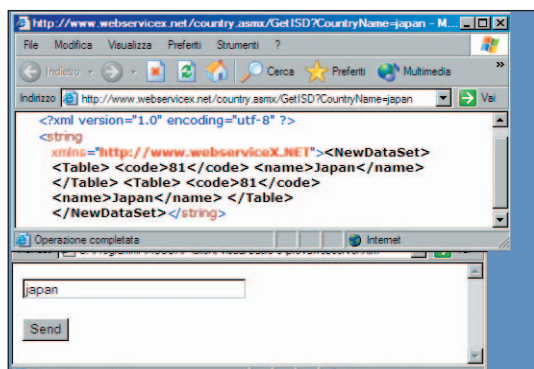 http://www.webservicex.net/country.asmx/GetISD?CountryName=japan - M...
File Modifica Visualizza Preferiti Strumenti ?
Indietro Cerca Preferiti Multimedia »
Indirizzo http://www.webservicex.net/country.asmx/GetISD?CountryName=japan Vai
<?xml version="1.0" encoding="utf-8" ?>
<string
xmlns="http://www.webserviceX.NET"><NewDataSet>
<Table> <code>81</code> <name>Japan</name>
</Table> <Table> <code>81</code>
<name>Japan</name> </Table>
</NewDataSet></string>
Operazione completata Internet
japan
Send